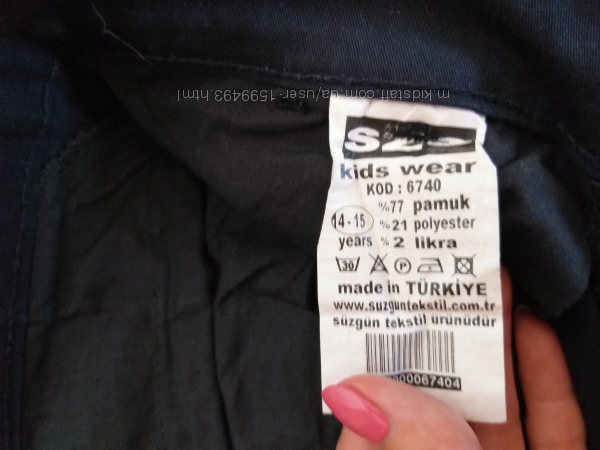 m.kidstaff.com.ua/user-1599493.html
kids wear
KOD : 6740
%77 pamuk
14-15 %21 polyester
years %2 likra
30 P
made in TÜRKİYE
www.suzguntekstil.com.tr
süzgün tekstil ürünüdür